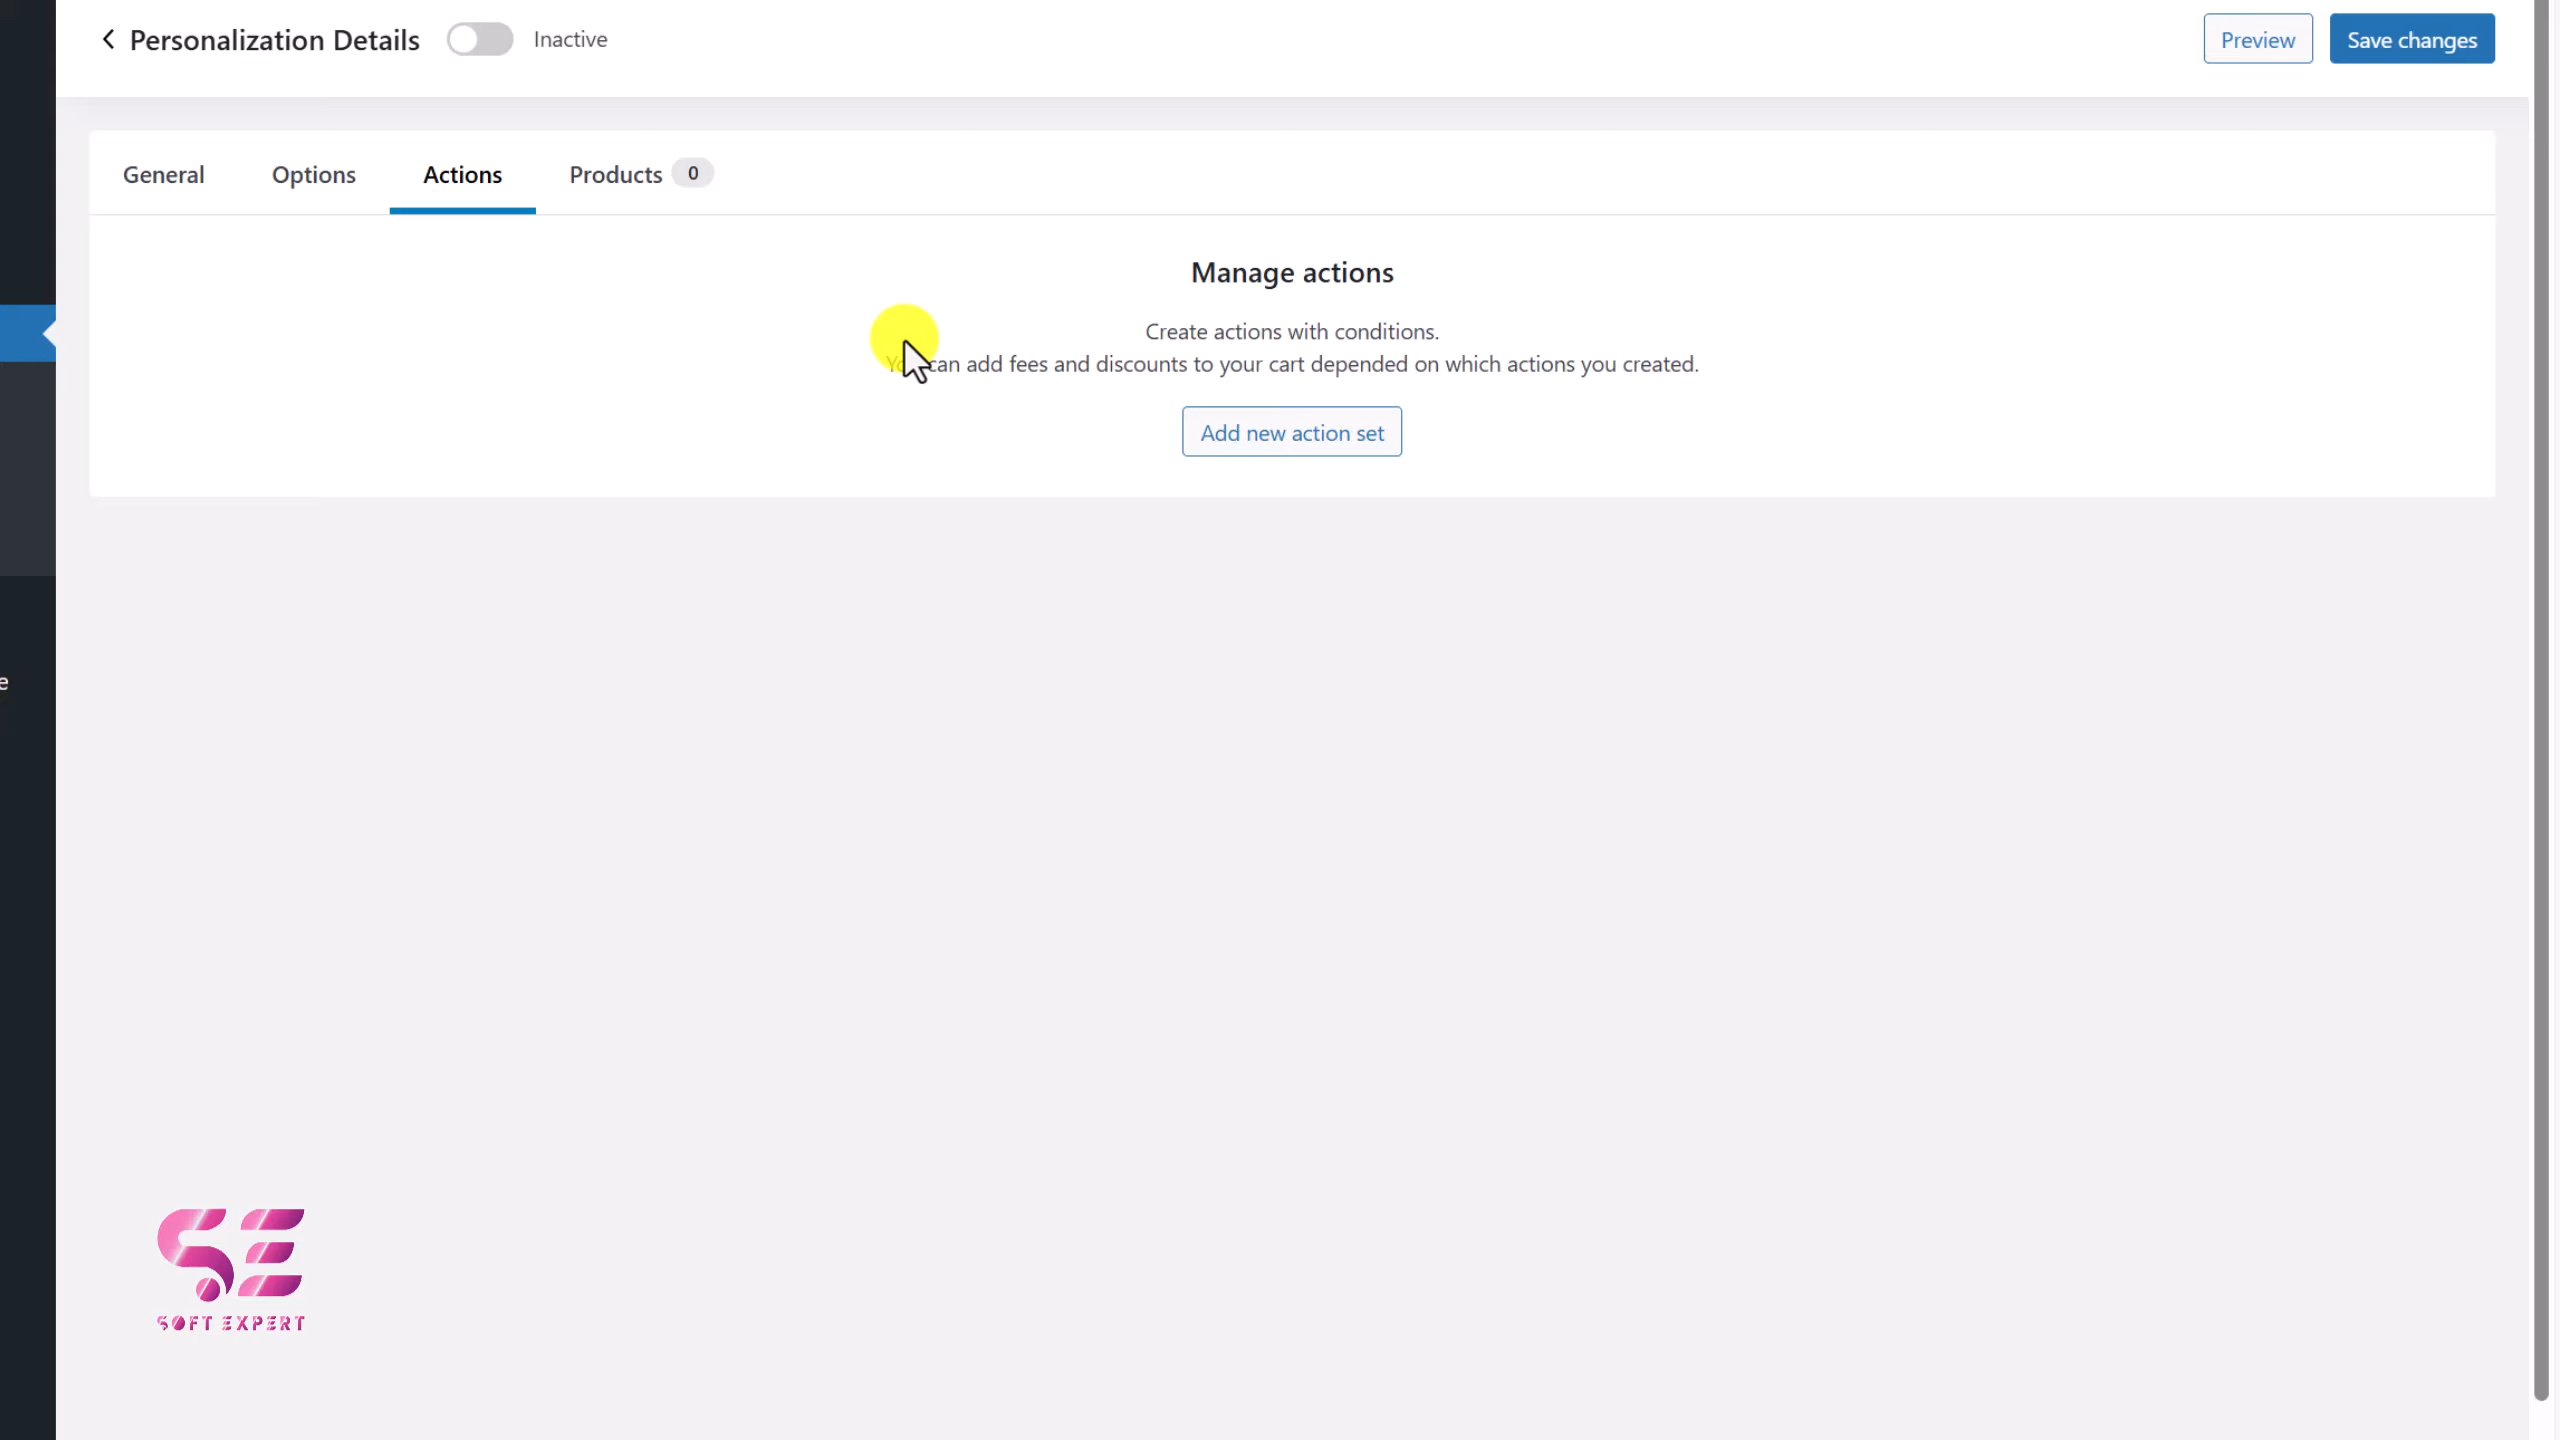 Personalization Details
Inactive
Preview
Save changes
General
Options
Actions
Products 0
Manage actions
Create actions with conditions.
You can add fees and discounts to your cart depended on which actions you created.
Add new action set
e
SOFT EXPERT